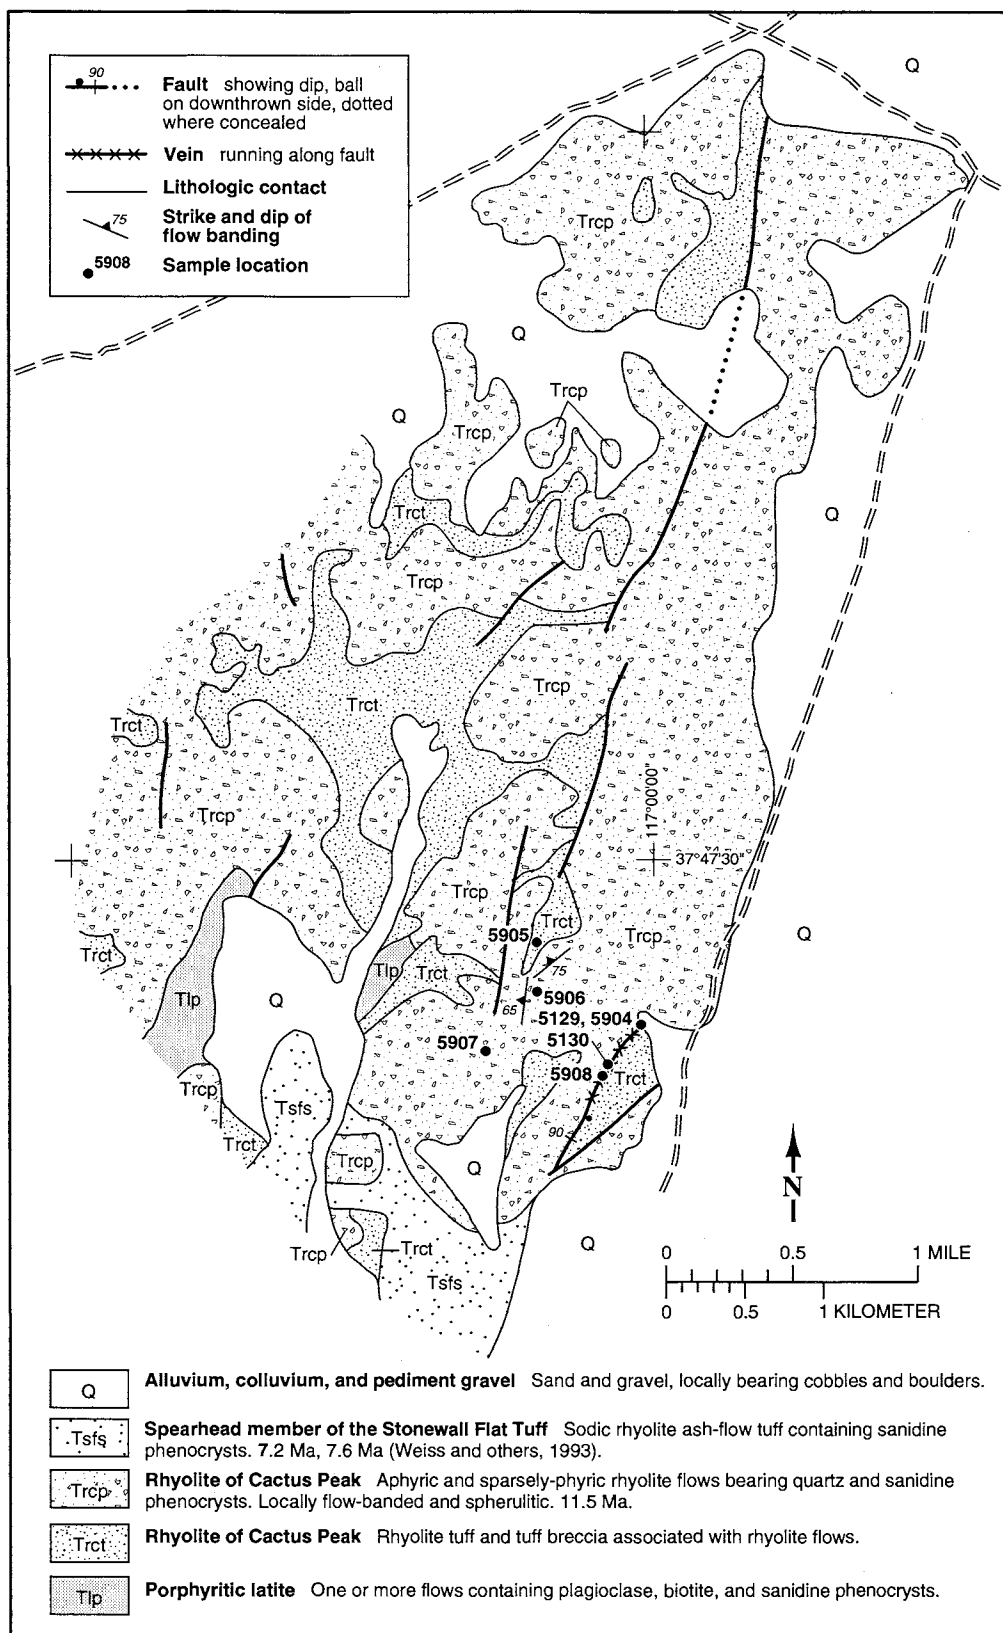 90
Fault showing dip, ball
on downthrown side, dotted
where concealed
Vein running along fault
Lithologic contact
75
Strike and dip of
flow banding
5908
Sample location
Q
Trcp
Q
Trcp
Q
Trcp
Q
Trct
Trcp
Trcp
Trct
Trct
Trcp
117°00'00"
37°47'30"
Trcp
Trct
5905
Trcp
Q
Trct
Tlp
Trct
75
Tlp
Q
5906
65
5129, 5904
5907
5130
5908
Trct
Trcp
Tsfs
90
Trct
Trcp
Q
N
Trcp
Trct
Q
Tsfs
0 0.5 1 MILE
0 0.5 1 KILOMETER
Q
Alluvium, colluvium, and pediment gravel Sand and gravel, locally bearing cobbles and boulders.
Tsfs
Spearhead member of the Stonewall Flat Tuff Sodic rhyolite ash-flow tuff containing sanidine
phenocrysts. 7.2 Ma, 7.6 Ma (Weiss and others, 1993).
Trcp
Rhyolite of Cactus Peak Aphyric and sparsely-phyric rhyolite flows bearing quartz and sanidine
phenocrysts. Locally flow-banded and spherulitic. 11.5 Ma.
Trct
Rhyolite of Cactus Peak Rhyolite tuff and tuff breccia associated with rhyolite flows.
Tlp
Porphyritic latite One or more flows containing plagioclase, biotite, and sanidine phenocrysts.